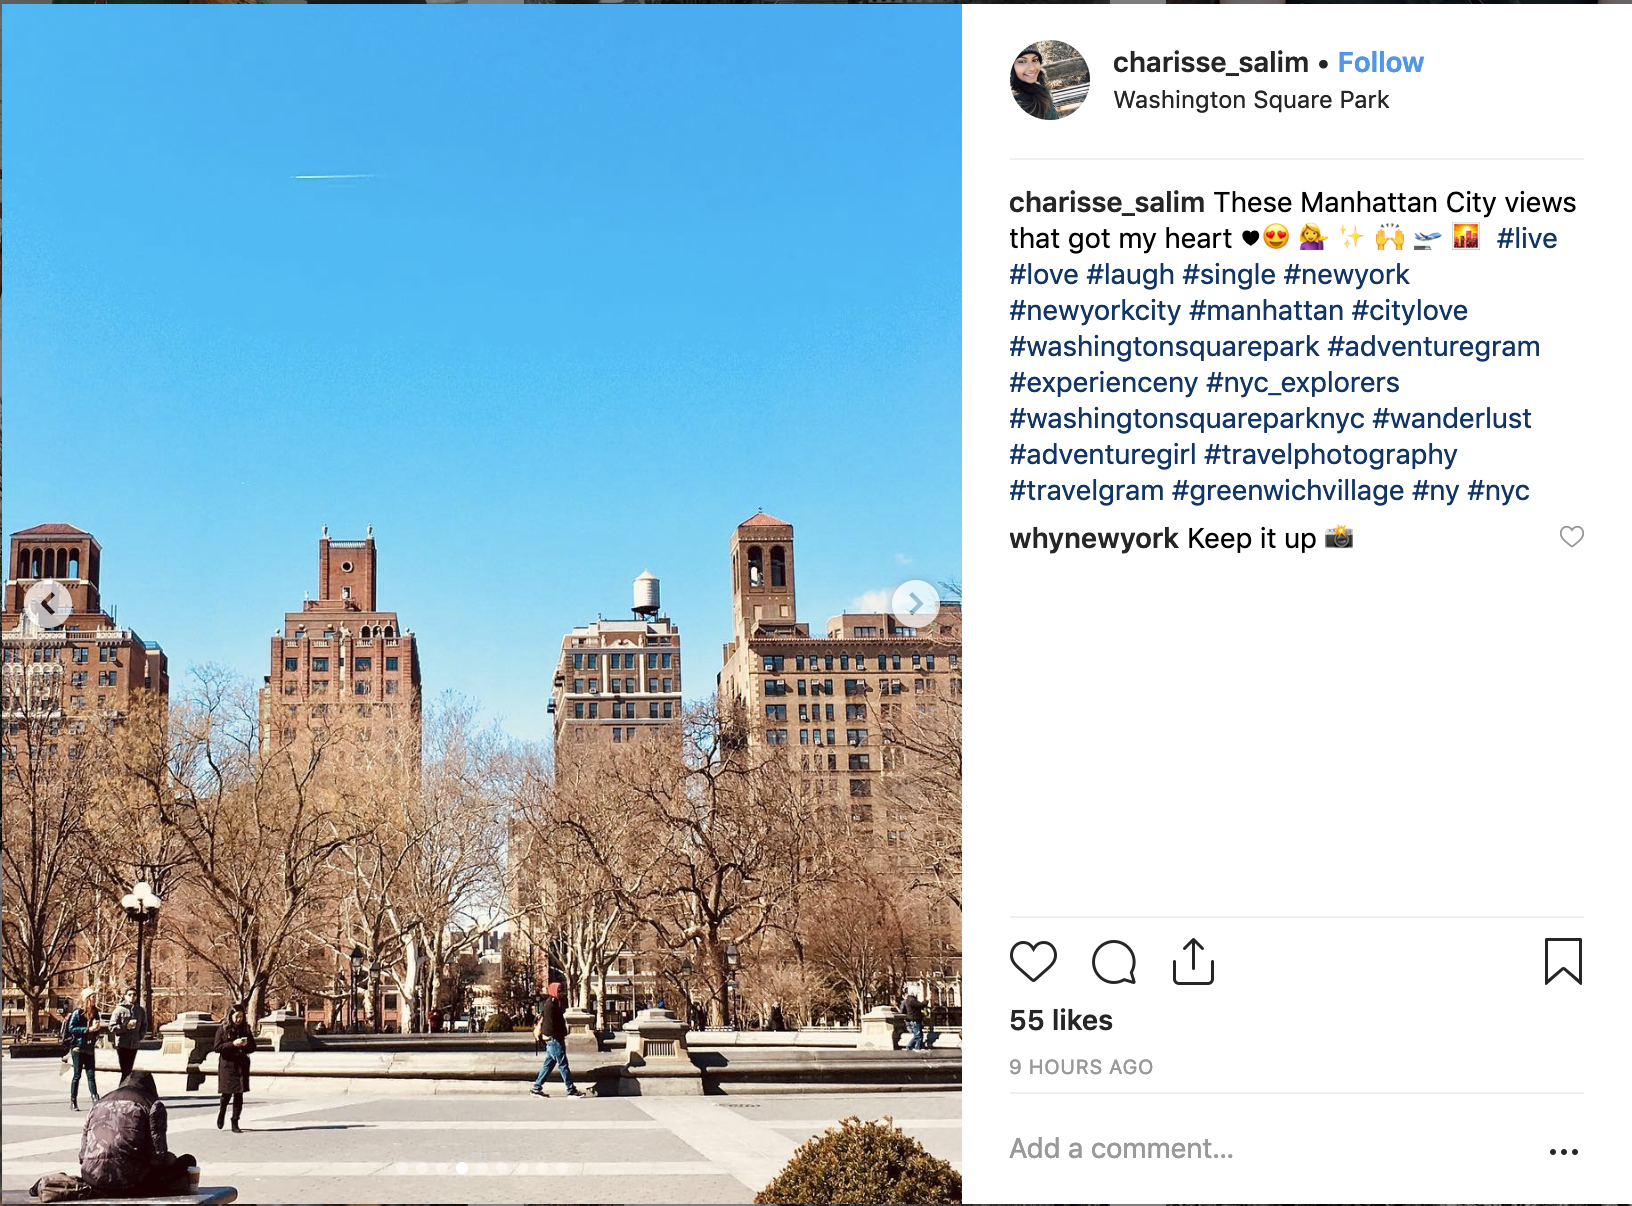 charisse_salim • Follow
Washington Square Park
charisse_salim These Manhattan City views
that got my heart 🖤😍 💁‍♀️ ✨ 🙌 🛫 🌇 #live
#love #laugh #single #newyork
#newyorkcity #manhattan #citylove
#washingtonsquarepark #adventuregram
#experienceny #nyc_explorers
#washingtonsquareparknyc #wanderlust
#adventuregirl #travelphotography
#travelgram #greenwichvillage #ny #nyc
whynewyork Keep it up 📸
55 likes
9 HOURS AGO
Add a comment...